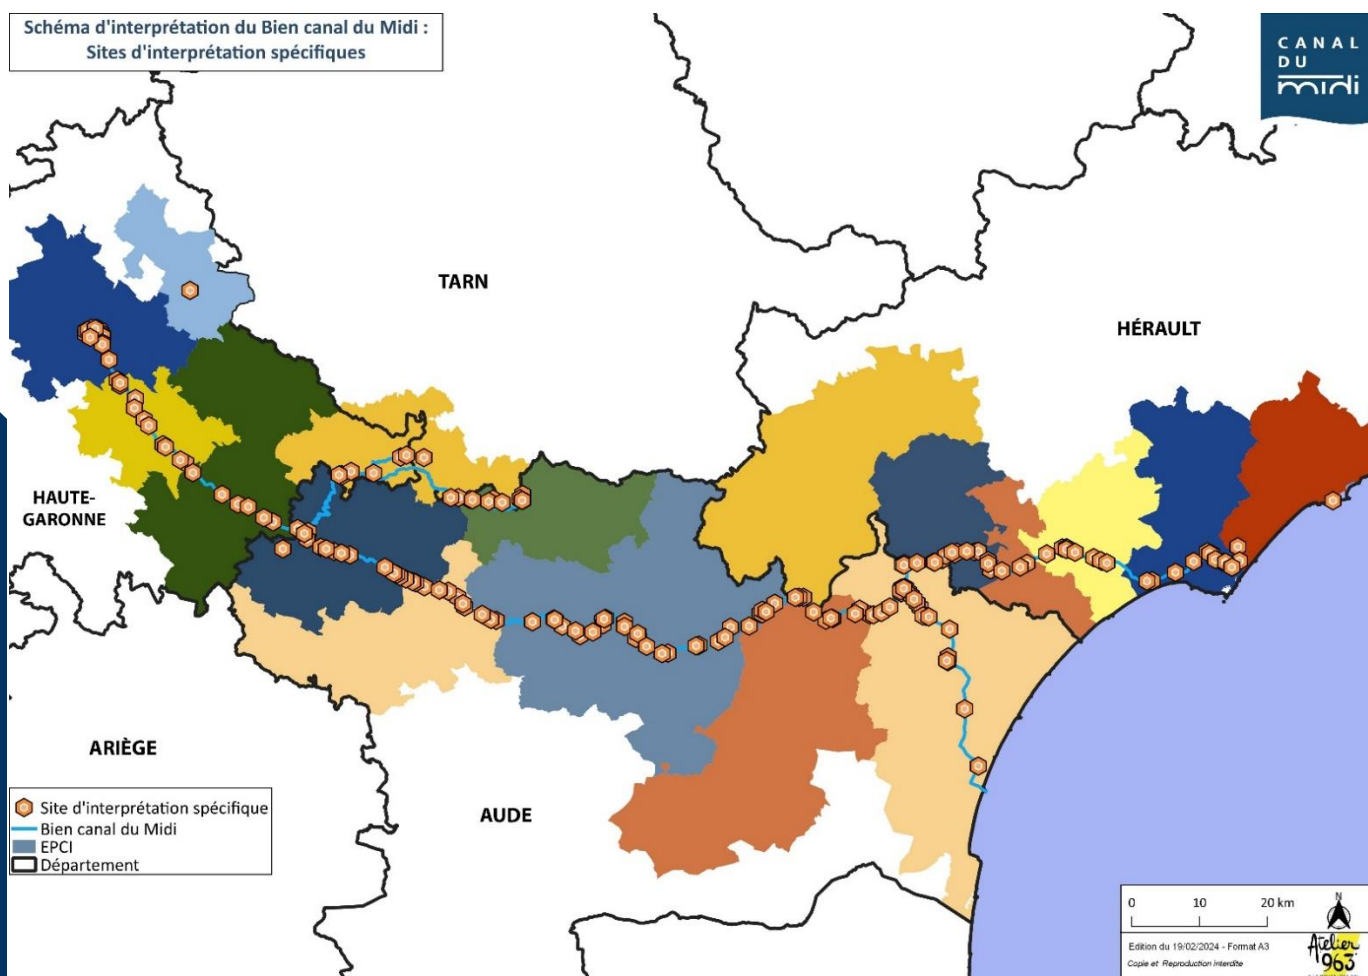 Schéma d'interprétation du Bien canal du Midi :
Sites d'interprétation spécifiques
CANAL
DU
midi
TARN
HÉRAULT
HAUTE-
GARONNE
ARIÈGE
AUDE
Site d'interprétation spécifique
Bien canal du Midi
EPCI
Département
0 10 20 km
N
Edition du 19/02/2024 - Format A3
Copie et Reproduction interdite
Atelier
963